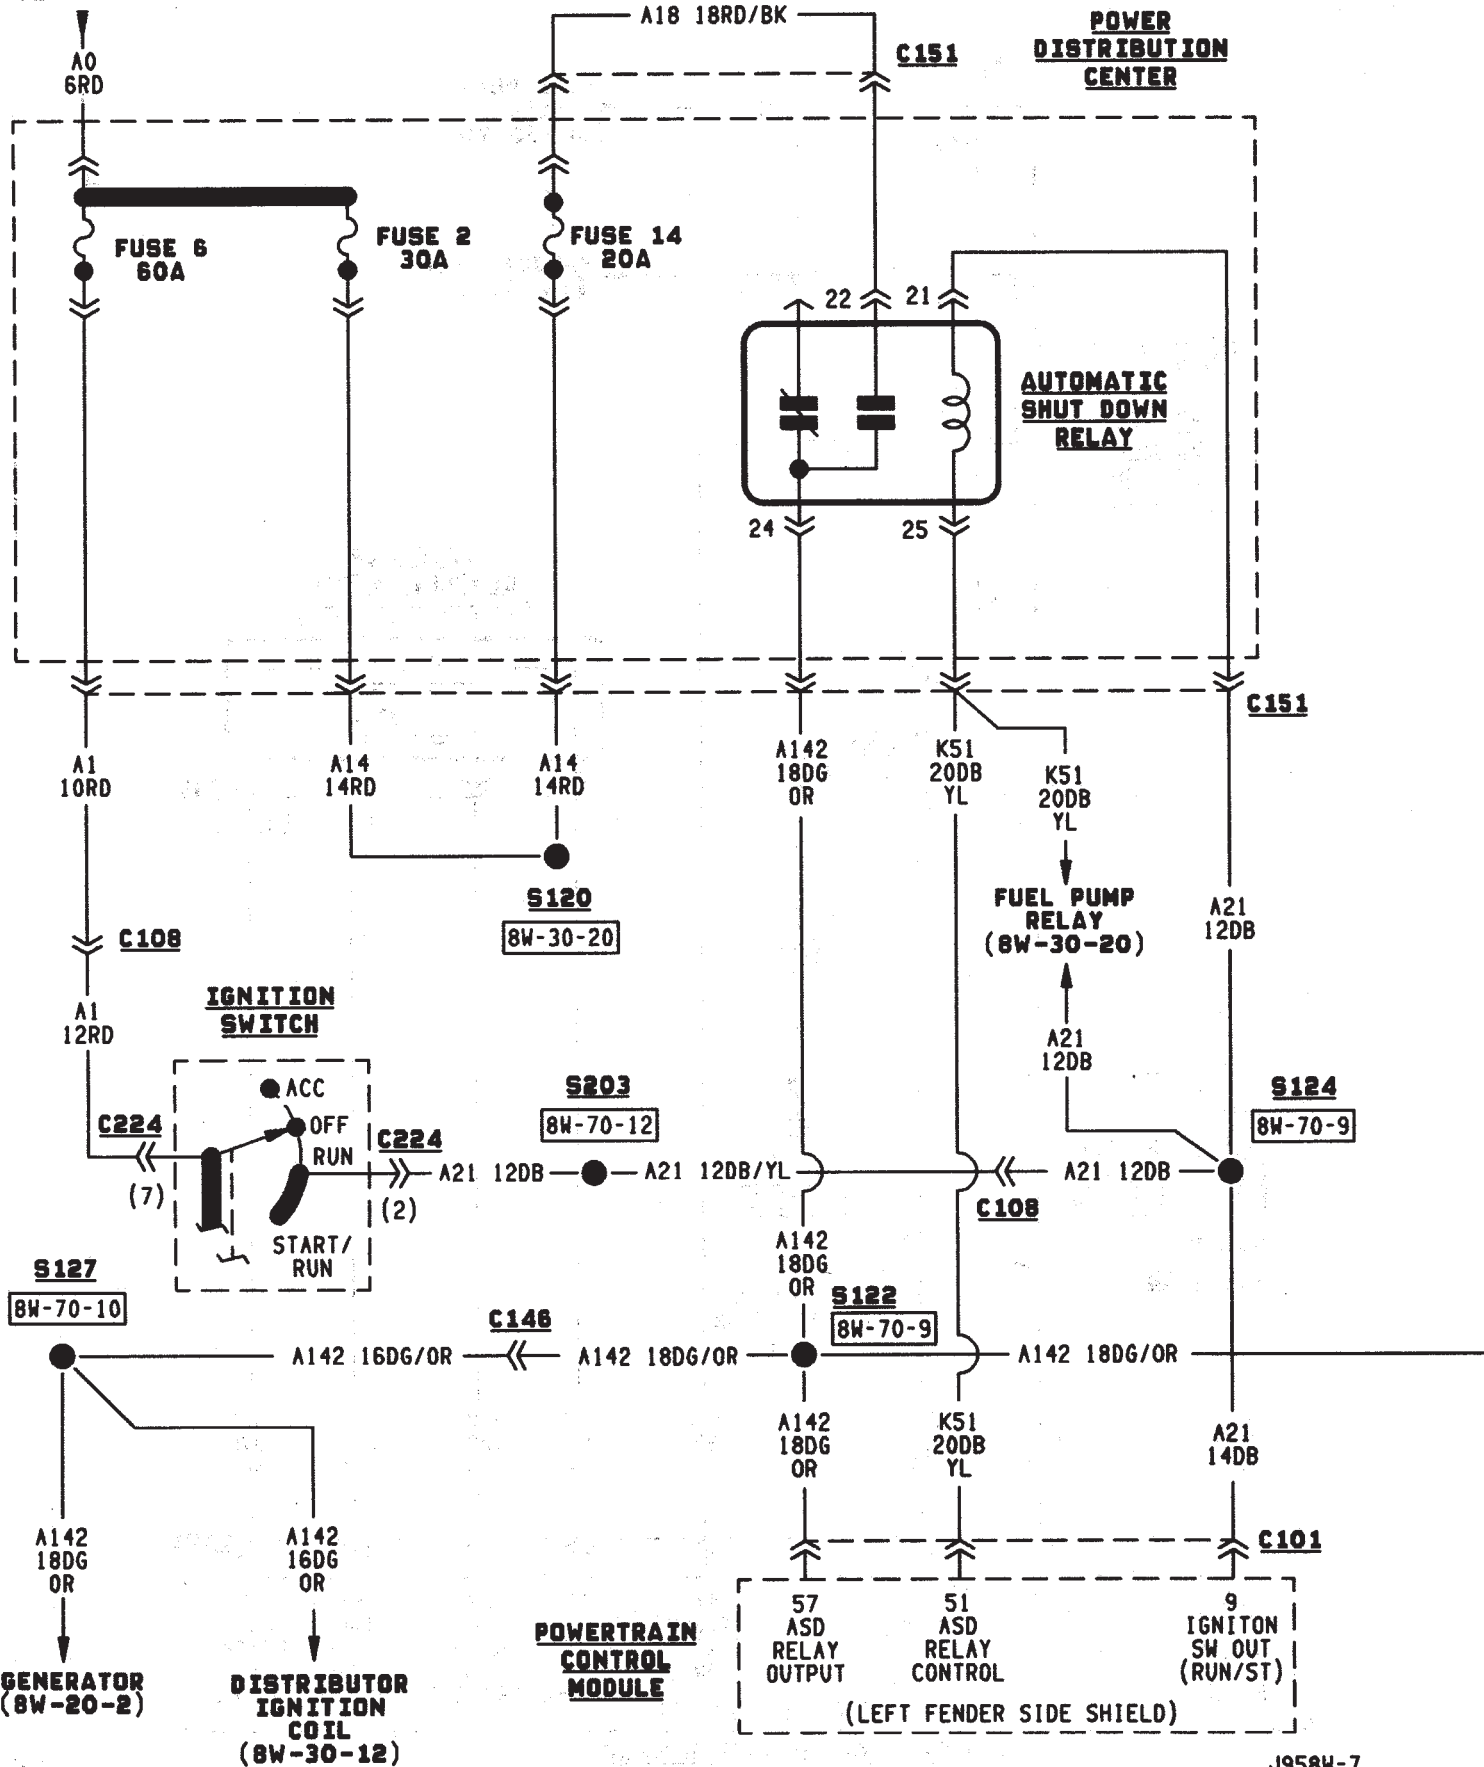 A18 18RD/BK
POWER
DISTRIBUTION
CENTER
C151
A0
6RD
FUSE 6
60A
FUSE 2
30A
FUSE 14
20A
22
21
AUTOMATIC
SHUT DOWN
RELAY
24
25
C151
A1
10RD
A14
14RD
A14
14RD
A142
18DG
OR
K51
20DB
YL
K51
20DB
YL
S120
8W-30-20
FUEL PUMP
RELAY
(8W-30-20)
A21
12DB
C108
A1
12RD
IGNITION
SWITCH
A21
12DB
ACC
OFF
RUN
START/
RUN
C224
(7)
C224
(2)
A21 12DB
S203
8W-70-12
A21 12DB/YL
C108
A21 12DB
S124
8W-70-9
A142
18DG
OR
S127
8W-70-10
C146
S122
8W-70-9
A142 16DG/OR
A142 18DG/OR
A142 18DG/OR
A142
18DG
OR
K51
20DB
YL
A21
14DB
A142
18DG
OR
A142
16DG
OR
C101
57
ASD
RELAY
OUTPUT
51
ASD
RELAY
CONTROL
9
IGNITON
SW OUT
(RUN/ST)
(LEFT FENDER SIDE SHIELD)
POWERTRAIN
CONTROL
MODULE
GENERATOR
(8W-20-2)
DISTRIBUTOR
IGNITION
COIL
(8W-30-12)
J958W-7